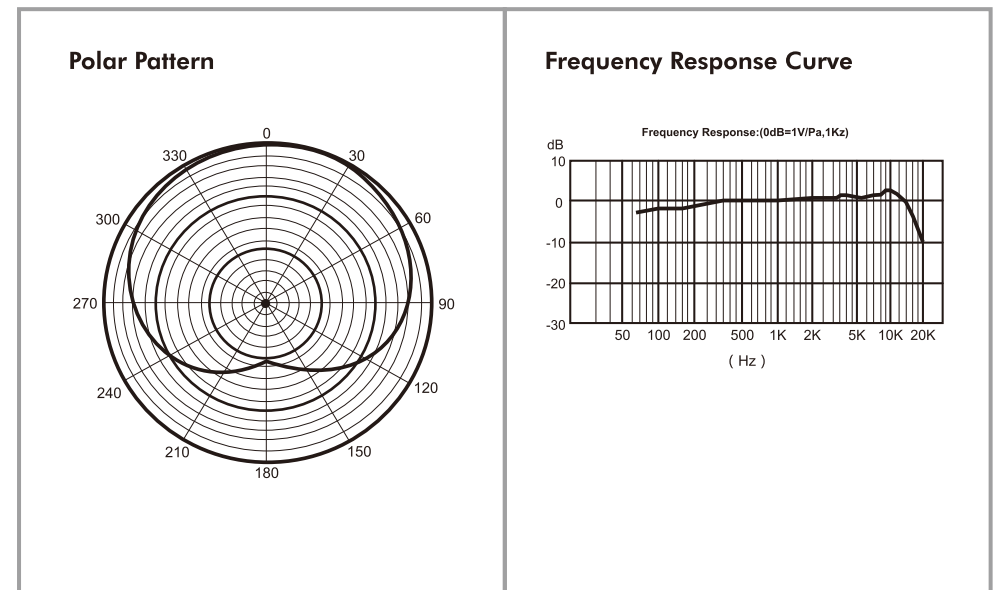 Polar Pattern
0
330 30
300 60
270 90
240 120
210 150
180
Frequency Response Curve
Frequency Response:(0dB=1V/Pa,1Kz)
dB
10
0
-10
-20
-30
50 100 200 500 1K 2K 5K 10K 20K
( Hz )